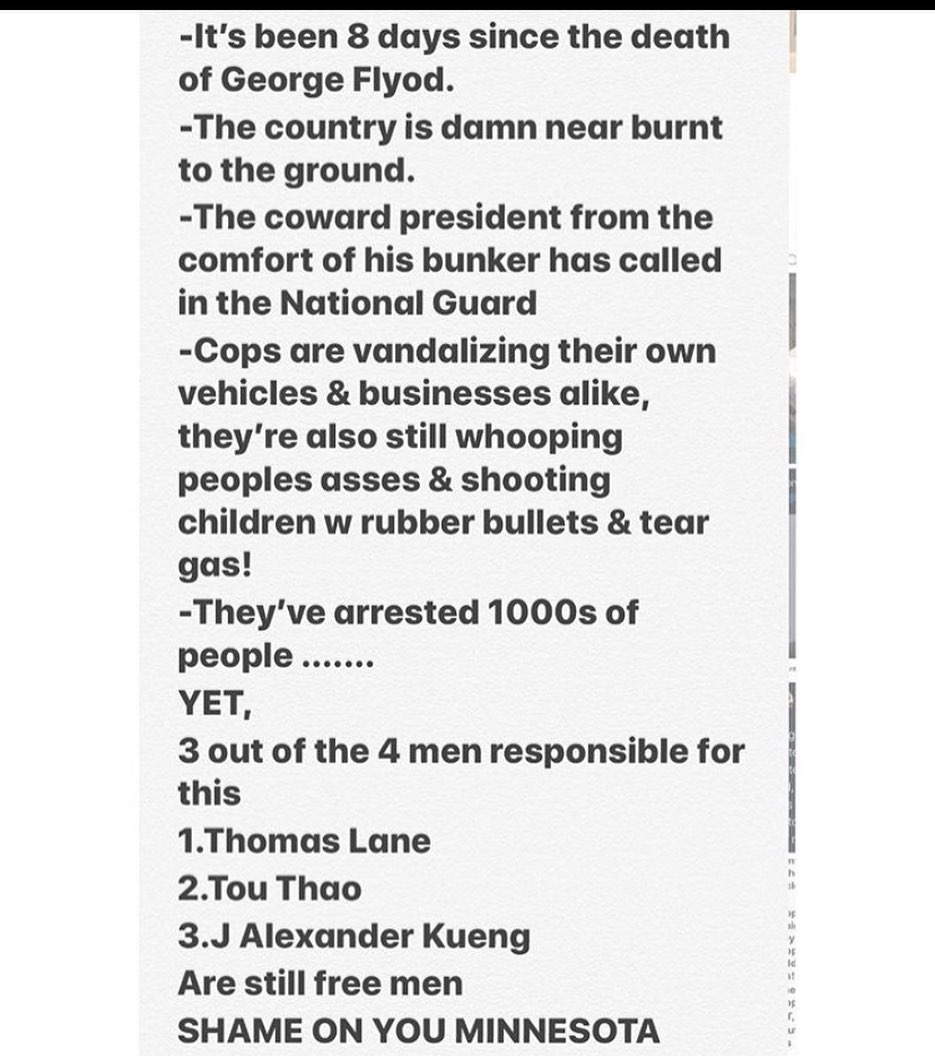 -It’s been 8 days since the death
of George Flyod.
-The country is damn near burnt
to the ground.
-The coward president from the
comfort of his bunker has called
in the National Guard
-Cops are vandalizing their own
vehicles & businesses alike,
they’re also still whooping
peoples asses & shooting
children w rubber bullets & tear
gas!
-They’ve arrested 1000s of
people .......
YET,
3 out of the 4 men responsible for
this
1.Thomas Lane
2.Tou Thao
3.J Alexander Kueng
Are still free men
SHAME ON YOU MINNESOTA